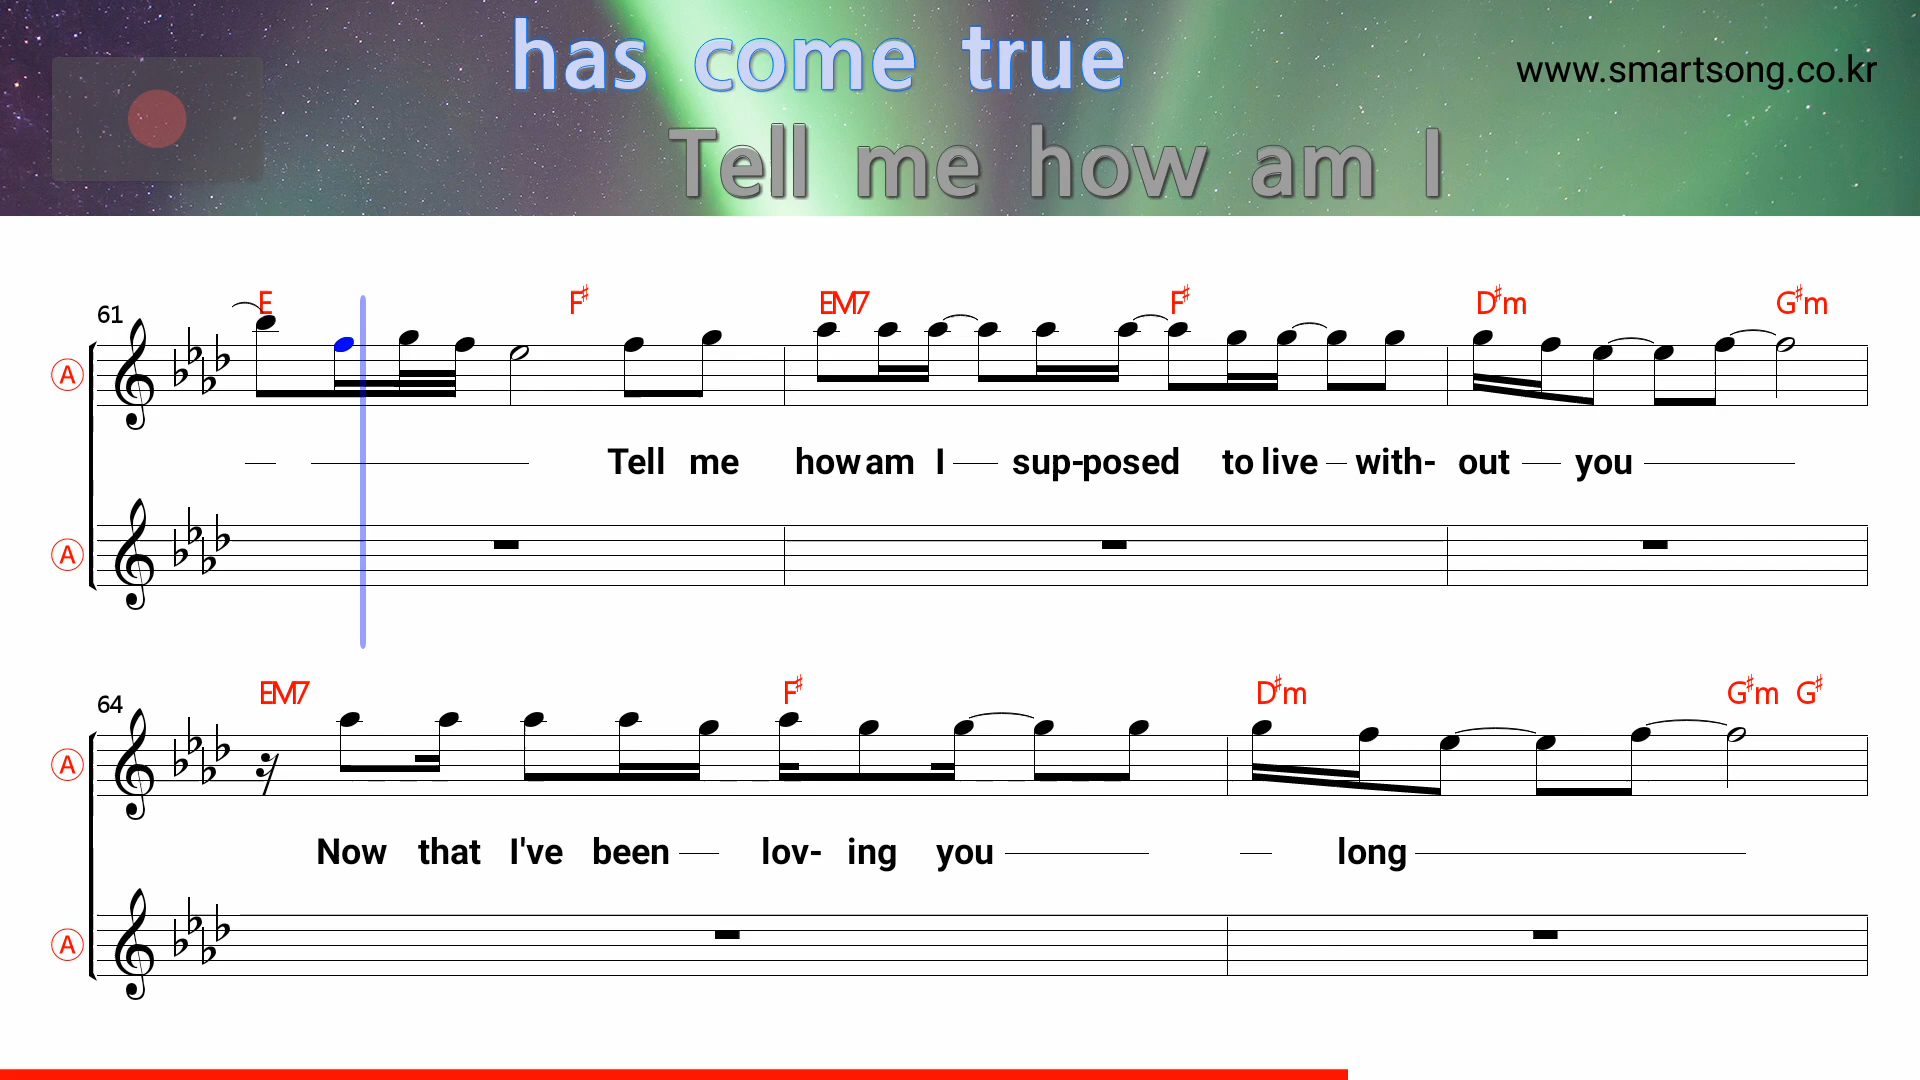 has come true
www.smartsong.co.kr
Tell me how am I
E F♯ EM7 F♯ D♯m G♯m
61
A
Tell me how am I — sup-posed to live — with- out — you —
A
EM7 F♯ D♯m G♯m G♯
64
A
Now that I've been — lov- ing you — — long —
A